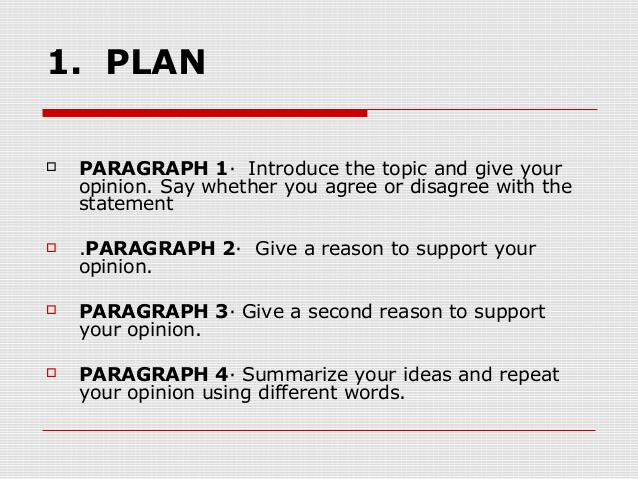 1. PLAN
PARAGRAPH 1· Introduce the topic and give your
opinion. Say whether you agree or disagree with the
statement
.PARAGRAPH 2· Give a reason to support your
opinion.
PARAGRAPH 3· Give a second reason to support
your opinion.
PARAGRAPH 4· Summarize your ideas and repeat
your opinion using different words.